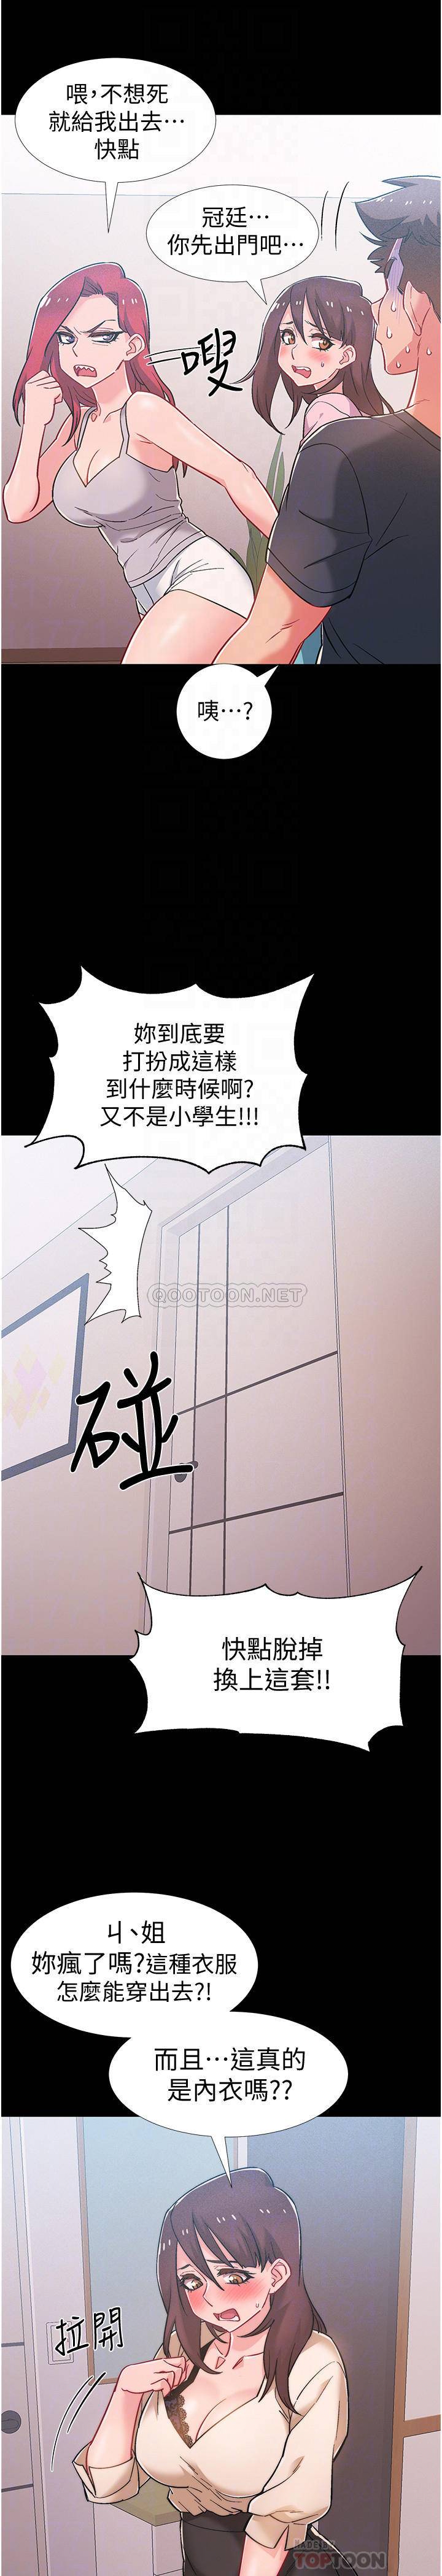 喂，不想死
就給我出去⋯
快點
冠廷⋯
你先出門吧⋯
嗖
咦⋯?
妳到底要
打扮成這樣
到什麼時候啊?
又不是小學生!!!
QOOTOON.NET
碰
快點脫掉
換上這套!!
ㄐ、姐
妳瘋了嗎?這種衣服
怎麼能穿出去?!
而且⋯這真的
是內衣嗎??
拉開
MADE BY
TOPTOON